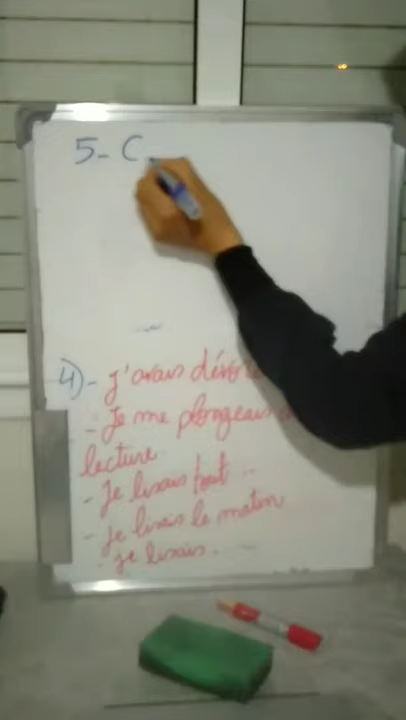 5- C
4)- J'avais dévoré
- Je me plongeais
lecture
- Je lisais tout ..
- je lisais le matin
- je lisais.